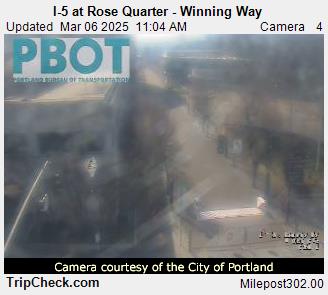 I-5 at Rose Quarter - Winning Way
Updated Mar 06 2025 11:04 AM Camera 4
PBOT
PORTLAND BUREAU OF TRANSPORTATION
Camera courtesy of the City of Portland
TripCheck.com Milepost302.00